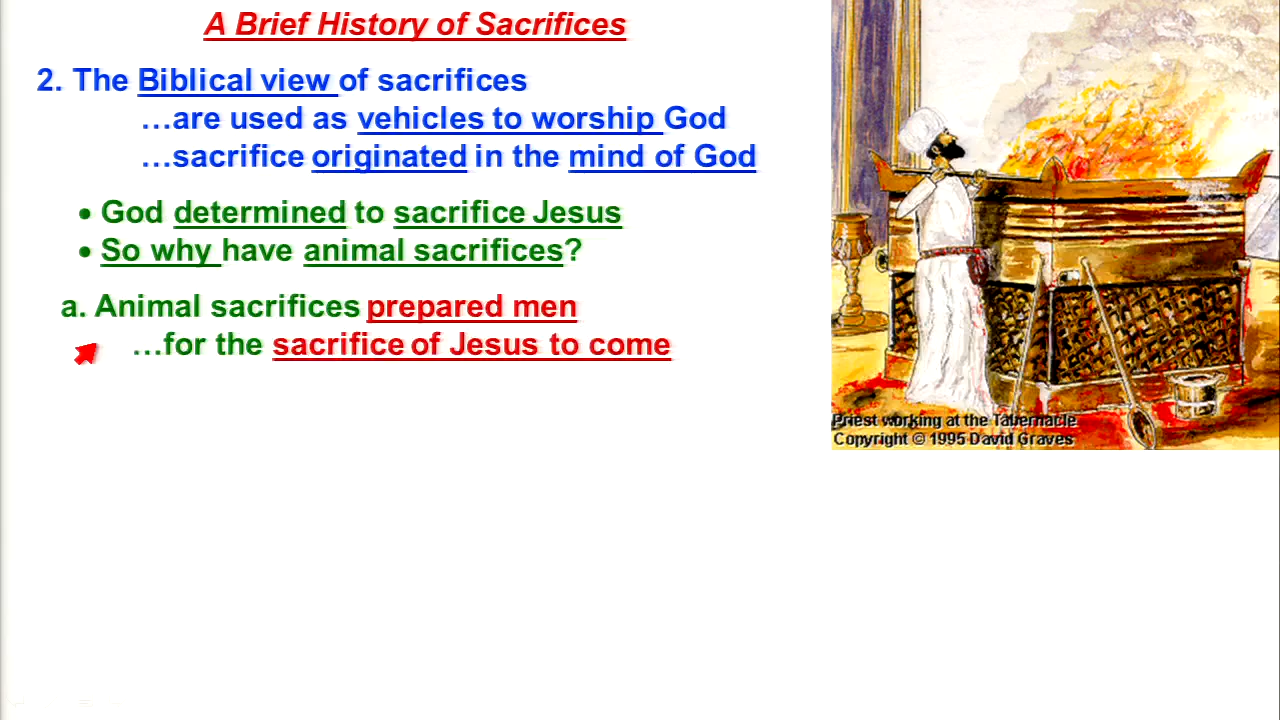 A Brief History of Sacrifices
2. The Biblical view of sacrifices
…are used as vehicles to worship God
…sacrifice originated in the mind of God
• God determined to sacrifice Jesus
• So why have animal sacrifices?
a. Animal sacrifices prepared men
…for the sacrifice of Jesus to come
Priest working at the Tabernacle
Copyright © 1995 David Graves